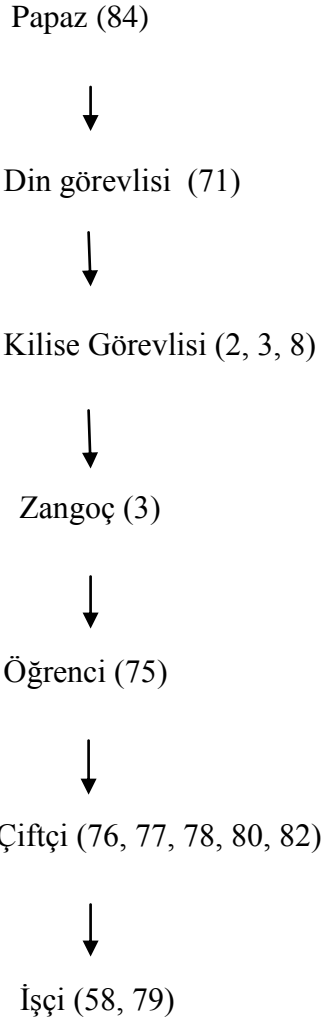 Papaz (84)
Din görevlisi (71)
Kilise Görevlisi (2, 3, 8)
Zangoç (3)
Öğrenci (75)
Çiftçi (76, 77, 78, 80, 82)
İşçi (58, 79)